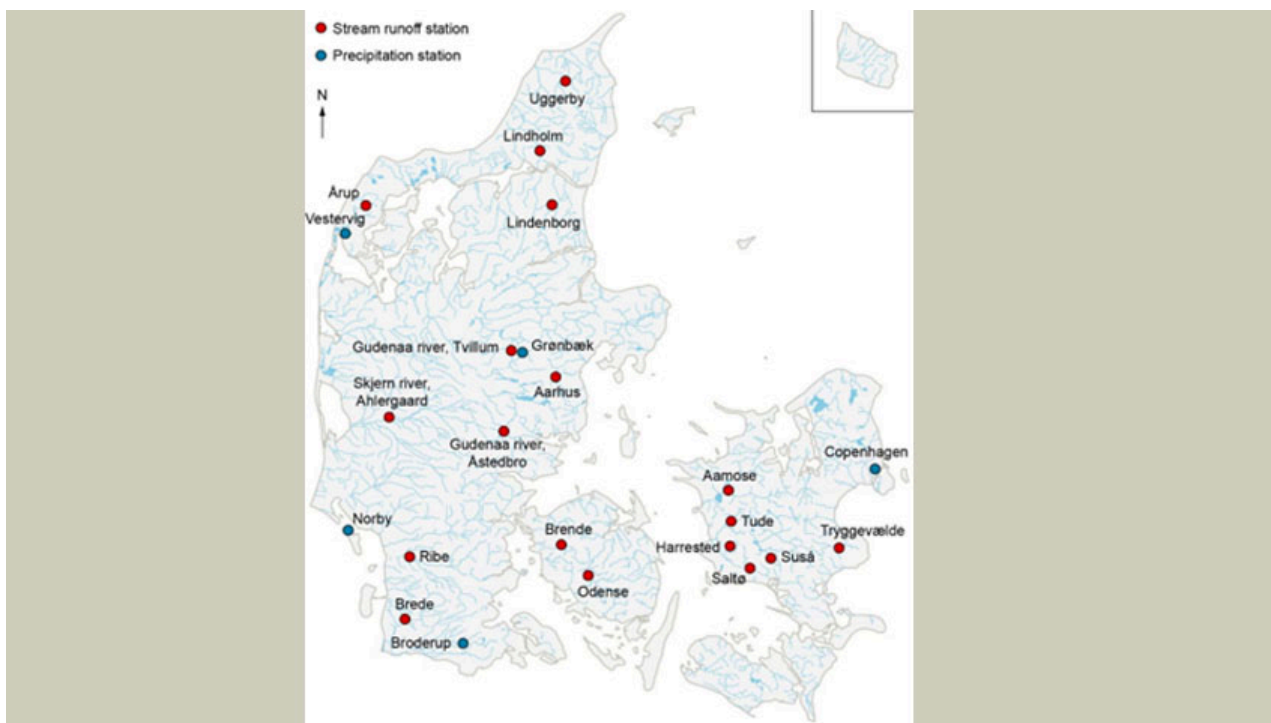 Stream runoff station
Precipitation station
N
Uggerby
Lindholm
Årup
Vestervig
Lindenborg
Gudenaa river, Tvillum
Grønbæk
Skjern river,
Ahlergaard
Aarhus
Gudenaa river,
Åstedbro
Copenhagen
Aamose
Norby
Tude
Brende
Tryggevælde
Harrested
Ribe
Suså
Saltø
Odense
Brede
Broderup